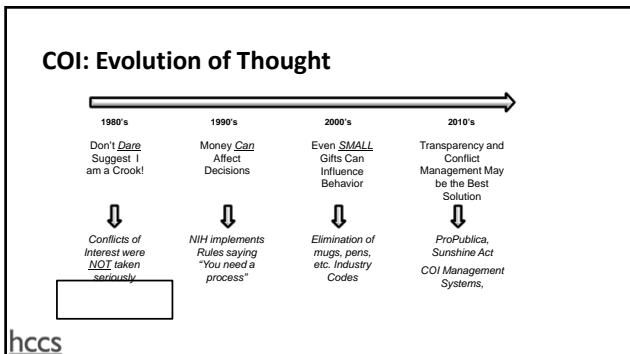 COI: Evolution of Thought
1980's
Don't Dare
Suggest I
am a Crook!
Conflicts of
Interest were
NOT taken
seriously
1990's
Money Can
Affect
Decisions
NIH implements
Rules saying
"You need a
process"
2000's
Even SMALL
Gifts Can
Influence
Behavior
Elimination of
mugs, pens,
etc. Industry
Codes
2010's
Transparency and
Conflict
Management May
be the Best
Solution
ProPublica,
Sunshine Act
COI Management
Systems,
hccs